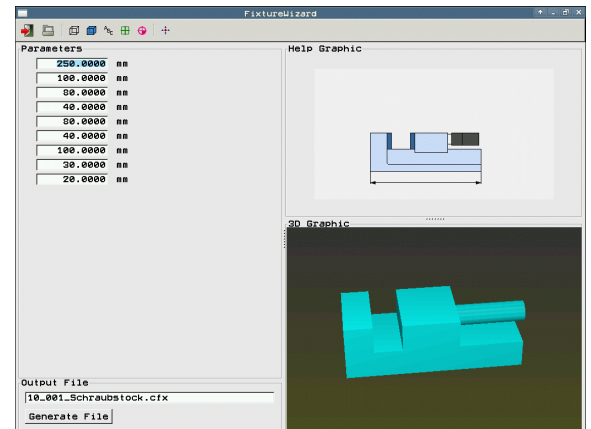 FixtureWizard
Parameters
250.0000 mm
100.0000 mm
80.0000 mm
40.0000 mm
80.0000 mm
40.0000 mm
100.0000 mm
30.0000 mm
20.0000 mm
Help Graphic
3D Graphic
Output File
10_001_Schraubstock.cfx
Generate File